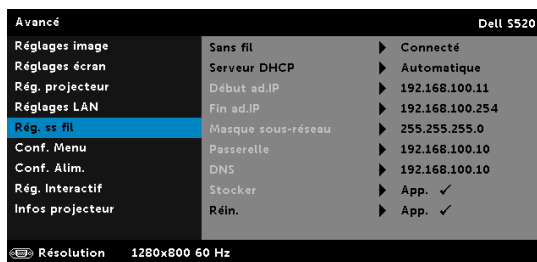 Avancé Dell S520
Réglages image Sans fil Connecté
Réglages écran Serveur DHCP Automatique
Rég. projecteur Début ad.IP 192.168.100.11
Réglages LAN Fin ad.IP 192.168.100.254
Rég. ss fil Masque sous-réseau 255.255.255.0
Conf. Menu Passerelle 192.168.100.10
Conf. Alim. DNS 192.168.100.10
Rég. Interactif Stocker App. ✓
Infos projecteur Réin. App. ✓
Résolution 1280x800 60 Hz